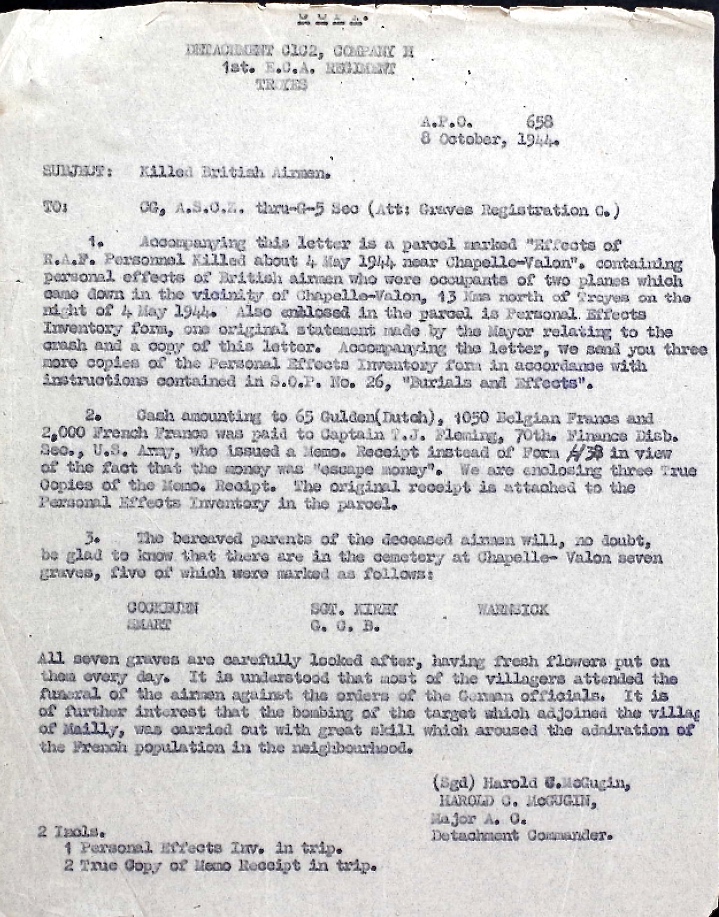 COPY.
DETACHMENT C1C2, COMPANY H
1st. E.C.A. REGIMENT
TROYES
A.P.O. 658
8 October, 1944.
SUBJECT: Killed British Airmen.
TO: CG, A.S.C.Z. thru-G-5 Sec (Att: Graves Registration C.)
1. Accompanying this letter is a parcel marked "Effects of
R.A.F. Personnel Killed about 4 May 1944 near Chapelle-Valon". containing
personal effects of British airmen who were occupants of two planes which
came down in the vicinity of Chapelle-Valon, 13 Kms north of Troyes on the
night of 4 May 1944. Also enclosed in the parcel is Personal Effects
Inventory form, one original statement made by the Mayor relating to the
crash and a copy of this letter. Accompanying the letter, we send you three
more copies of the Personal Effects Inventory form in accordance with
instructions contained in S.O.P. No. 26, "Burials and Effects".
2. Cash amounting to 65 Gulden(Dutch), 1050 Belgian Francs and
2,000 French Francs was paid to Captain T.J. Fleming, 70th. Finance Disb.
Sec., U.S. Army, who issued a Memo. Receipt instead of Form 38 in view
of the fact that the money was "escape money". We are enclosing three True
Copies of the Memo. Receipt. The original receipt is attached to the
Personal Effects Inventory in the parcel.
3. The bereaved parents of the deceased airmen will, no doubt,
be glad to know that there are in the cemetery at Chapelle- Valon seven
graves, five of which were marked as follows:
COCKBURN SGT. KIRBY WARNSICK
SMART G. C. B.
All seven graves are carefully looked after, having fresh flowers put on
them every day. It is understood that most of the villagers attended the
funeral of the airmen against the orders of the German officials. It is
of further interest that the bombing of the target which adjoined the villag
of Mailly, was carried out with great skill which aroused the admiration of
the French population in the neighbourhood.
(Sgd) Harold C.McGugin,
HAROLD C. McGUGIN,
Major A. C.
Detachment Commander.
2 Incls.
1 Personal Effects Inv. in trip.
2 True Copy of Memo Receipt in trip.